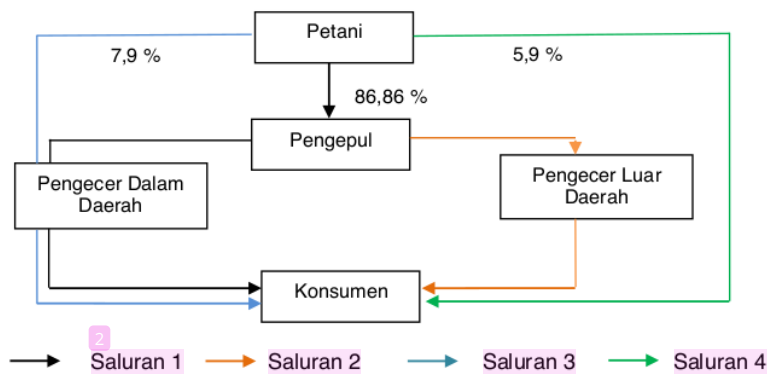 Petani
7,9 %
5,9 %
86,86 %
Pengepul
Pengecer Dalam
Daerah
Pengecer Luar
Daerah
Konsumen
2
Saluran 1
Saluran 2
Saluran 3
Saluran 4